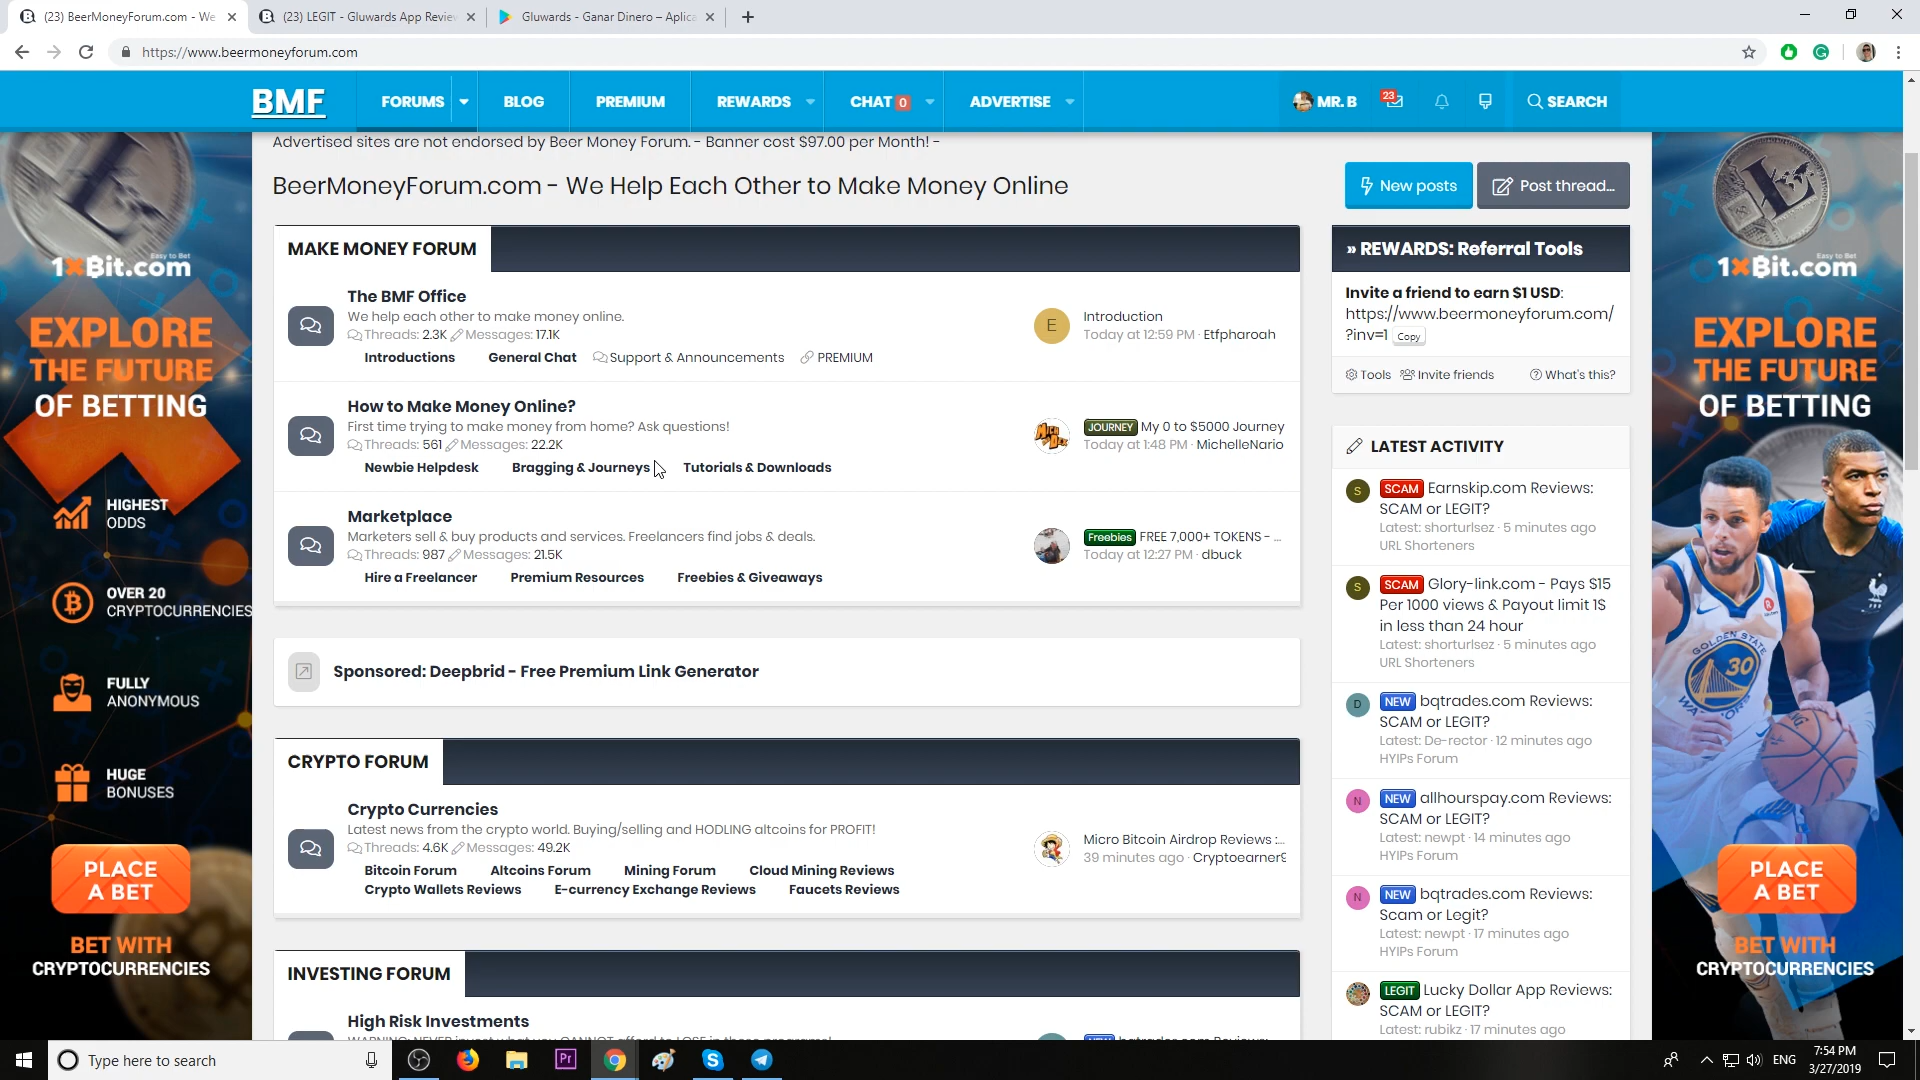 (23) BeerMoneyForum.com - We
(23) LEGIT - Gluwards App Review
Gluwards - Ganar Dinero – Aplica
https://www.beermoneyforum.com
BMF
FORUMS
BLOG
PREMIUM
REWARDS
CHAT 0
ADVERTISE
MR. B
23
SEARCH
Advertised sites are not endorsed by Beer Money Forum. - Banner cost $97.00 per Month! -
BeerMoneyForum.com - We Help Each Other to Make Money Online
New posts
Post thread...
MAKE MONEY FORUM
The BMF Office
We help each other to make money online.
Threads: 2.3K Messages: 17.1K
Introductions General Chat Support & Announcements PREMIUM
E
Introduction
Today at 12:59 PM · Etfpharoah
How to Make Money Online?
First time trying to make money from home? Ask questions!
Threads: 561 Messages: 22.2K
Newbie Helpdesk Bragging & Journeys Tutorials & Downloads
JOURNEY My 0 to $5000 Journey
Today at 1:48 PM · MichelleNario
Marketplace
Marketers sell & buy products and services. Freelancers find jobs & deals.
Threads: 987 Messages: 21.5K
Hire a Freelancer Premium Resources Freebies & Giveaways
Freebies FREE 7,000+ TOKENS - ...
Today at 12:27 PM · dbuck
Sponsored: Deepbrid - Free Premium Link Generator
CRYPTO FORUM
Crypto Currencies
Latest news from the crypto world. Buying/selling and HODLING altcoins for PROFIT!
Threads: 4.6K Messages: 49.2K
Bitcoin Forum Altcoins Forum Mining Forum Cloud Mining Reviews
Crypto Wallets Reviews E-currency Exchange Reviews Faucets Reviews
Micro Bitcoin Airdrop Reviews :...
39 minutes ago · Cryptoearner
INVESTING FORUM
High Risk Investments
» REWARDS: Referral Tools
Invite a friend to earn $1 USD:
https://www.beermoneyforum.com/
?inv=1 Copy
Tools Invite friends What's this?
LATEST ACTIVITY
S
SCAM Earnskip.com Reviews:
SCAM or LEGIT?
Latest: shorturlsez · 5 minutes ago
URL Shorteners
S
SCAM Glory-link.com - Pays $15
Per 1000 views & Payout limit 1$
in less than 24 hour
Latest: shorturlsez · 5 minutes ago
URL Shorteners
D
NEW bqtrades.com Reviews:
SCAM or LEGIT?
Latest: De-rector · 12 minutes ago
HYIPs Forum
N
NEW allhourspay.com Reviews:
SCAM or LEGIT?
Latest: newpt · 14 minutes ago
HYIPs Forum
N
NEW bqtrades.com Reviews:
Scam or Legit?
Latest: newpt · 17 minutes ago
HYIPs Forum
LEGIT Lucky Dollar App Reviews:
SCAM or LEGIT?
Latest: rubikz · 17 minutes ago
Easy to Bet
1xBit.com
EXPLORE
THE FUTURE
OF BETTING
HIGHEST
ODDS
OVER 20
CRYPTOCURRENCIES
FULLY
ANONYMOUS
HUGE
BONUSES
PLACE
A BET
BET WITH
CRYPTOCURRENCIES
Easy to Bet
1xBit.com
EXPLORE
THE FUTURE
OF BETTING
GOLDEN STATE
30
WARRIORS
PLACE
A BET
BET WITH
CRYPTOCURRENCIES
Type here to search
Pr
ENG
7:54 PM
3/27/2019